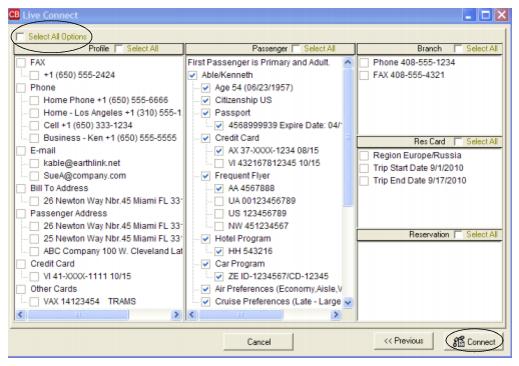 CB Live Connect
Select All Options
Profile Select All
FAX
+1 (650) 555-2424
Phone
Home Phone +1 (650) 555-6666
Home - Los Angeles +1 (310) 555-1
Cell +1 (650) 333-1234
Business - Ken +1 (650) 555-5555
E-mail
kable@earthlink.net
SueA@company.com
Bill To Address
26 Newton Way Nbr.45 Miami FL 33
Passenger Address
26 Newton Way Nbr.45 Miami FL 33
25 Newton Way Nbr.45 Miami FL 33
ABC Company 100 W. Cleveland Laf
Credit Card
VI 41-XXXX-1111 10/15
Other Cards
VAX 14123454 TRAMS
Passenger Select All
First Passenger is Primary and Adult.
Able/Kenneth
Age 54 (06/23/1957)
Citizenship US
Passport
4568999939 Expire Date: 04/
Credit Card
AX 37-XXXX-1234 08/15
VI 432167812345 10/15
Frequent Flyer
AA 4567888
UA 00123456789
US 123456789
NW 451234567
Hotel Program
HH 543216
Car Program
ZE ID-1234567/CD-12345
Air Preferences (Economy,Aisle,V
Cruise Preferences (Late - Large
Branch Select All
Phone 408-555-1234
FAX 408-555-4321
Res Card Select All
Region Europe/Russia
Trip Start Date 9/1/2010
Trip End Date 9/17/2010
Reservation Select All
Cancel
<< Previous
Connect